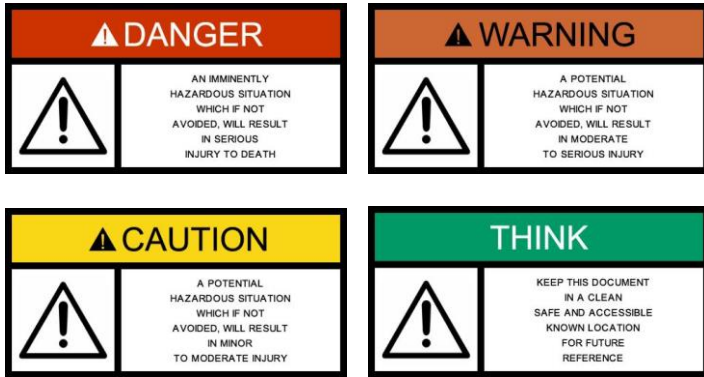 DANGER
AN IMMINENTLY
HAZARDOUS SITUATION
WHICH IF NOT
AVOIDED, WILL RESULT
IN SERIOUS
INJURY TO DEATH
WARNING
A POTENTIAL
HAZARDOUS SITUATION
WHICH IF NOT
AVOIDED, WILL RESULT
IN MODERATE
TO SERIOUS INJURY
CAUTION
A POTENTIAL
HAZARDOUS SITUATION
WHICH IF NOT
AVOIDED, WILL RESULT
IN MINOR
TO MODERATE INJURY
THINK
KEEP THIS DOCUMENT
IN A CLEAN
SAFE AND ACCESSIBLE
KNOWN LOCATION
FOR FUTURE
REFERENCE